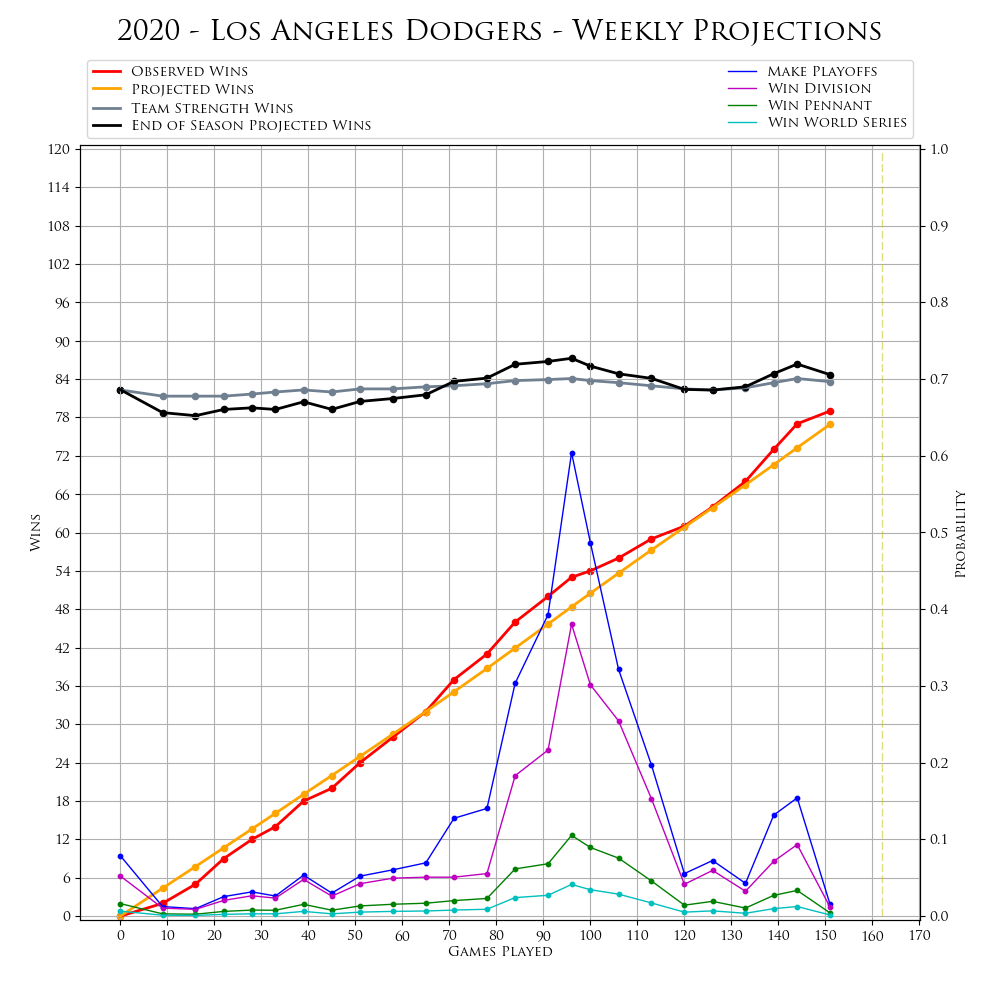 2020 - Los Angeles Dodgers - Weekly Projections
Observed Wins
Projected Wins
Team Strength Wins
End of Season Projected Wins
Make Playoffs
Win Division
Win Pennant
Win World Series
120
114
108
102
96
90
84
78
72
66
60
54
48
42
36
30
24
18
12
6
0
Wins
1.0
0.9
0.8
0.7
0.6
0.5
0.4
0.3
0.2
0.1
0.0
Probability
0 10 20 30 40 50 60 70 80 90 100 110 120 130 140 150 160 170
Games Played